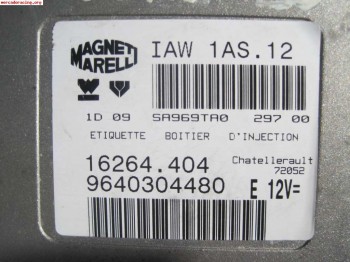 www.mercadoracing.org
MAGNETI
MARELLI
IAW 1AS.12
1D 09 SA969TA0 297 00
ETIQUETTE BOITIER D'INJECTION
16264.404
Chatellerault
72052
9640304480
E 12V=